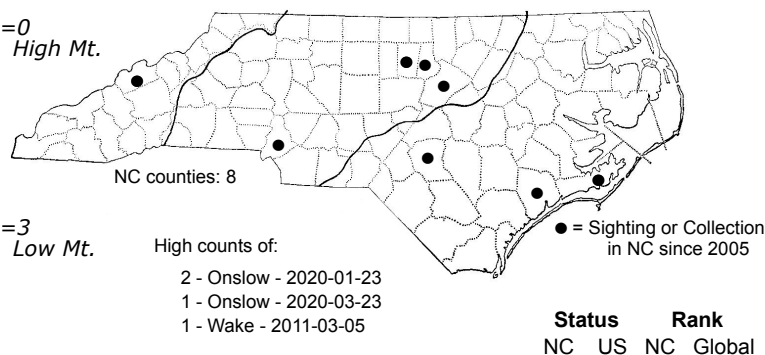 =0
High Mt.
NC counties: 8
=3
Low Mt.
High counts of:
2 - Onslow - 2020-01-23
1 - Onslow - 2020-03-23
1 - Wake - 2011-03-05
● = Sighting or Collection
in NC since 2005
Status Rank
NC US NC Global